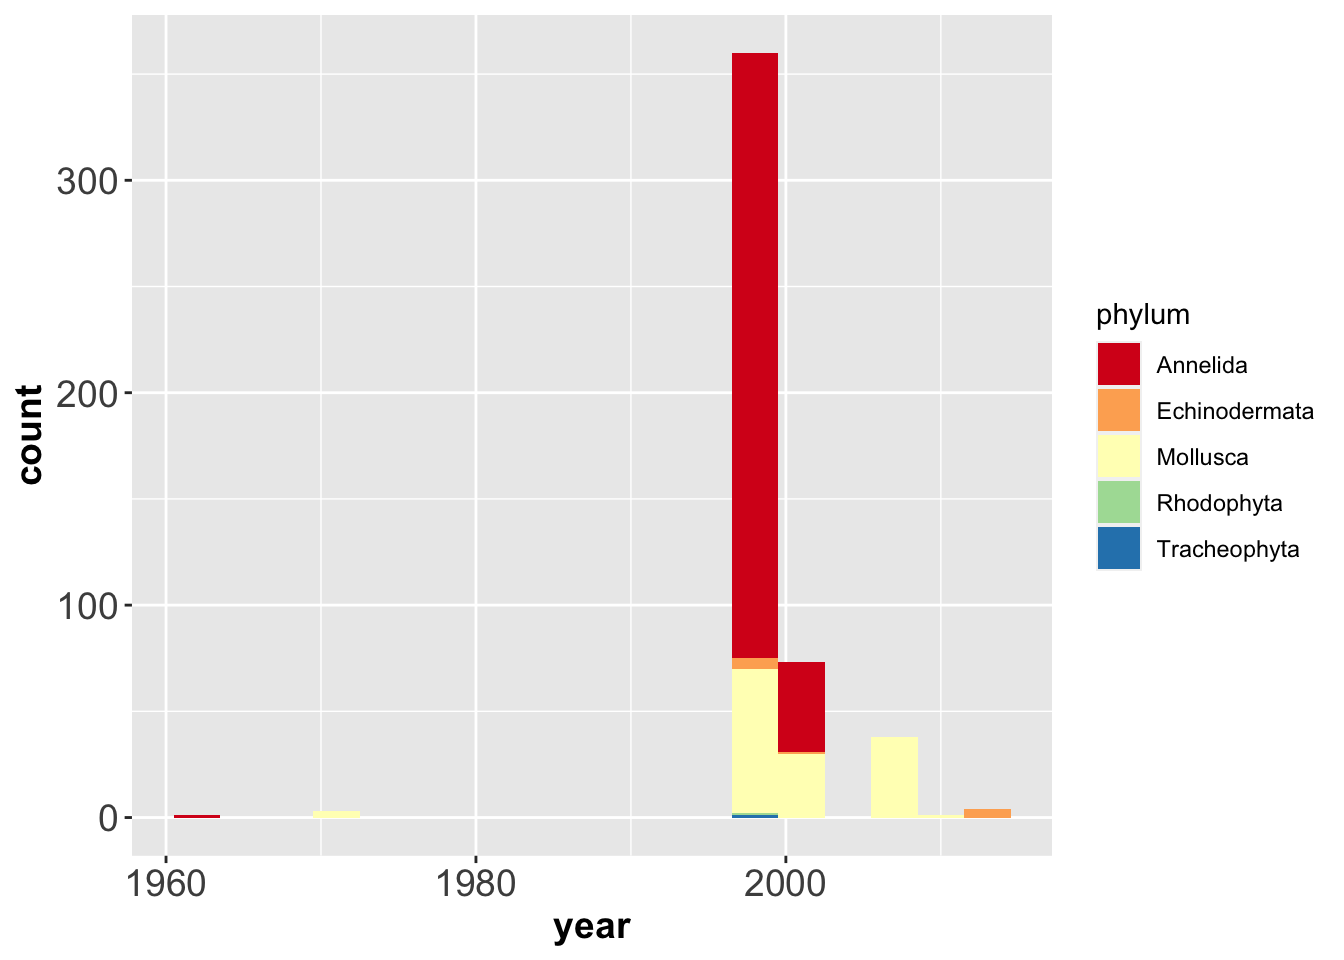 300
200
100
0
count
1960
1980
2000
year
phylum
Annelida
Echinodermata
Mollusca
Rhodophyta
Tracheophyta